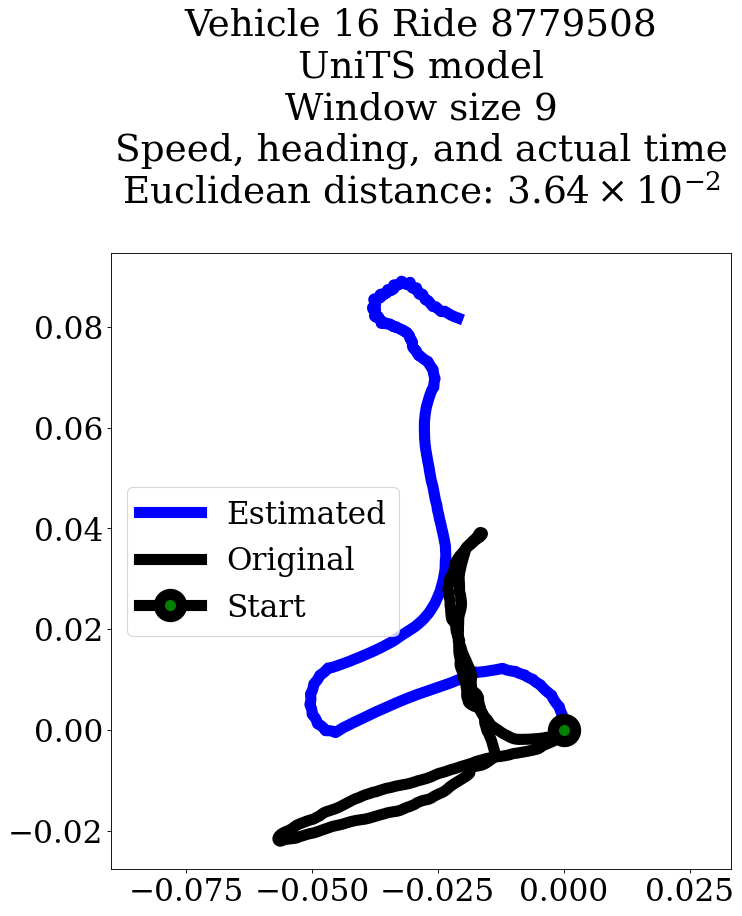 Vehicle 16 Ride 8779508
UniTS model
Window size 9
Speed, heading, and actual time
Euclidean distance: 3.64 × 10⁻²
0.08
0.06
0.04
0.02
0.00
−0.02
Estimated
Original
Start
−0.075 −0.050 −0.025 0.000 0.025